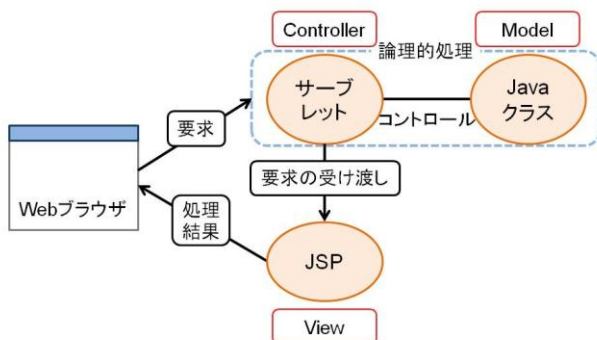 Controller
Model
論理的処理
サーブ
レット
Java
クラス
コントロール
要求
要求の受け渡し
Webブラウザ
処理
結果
JSP
View